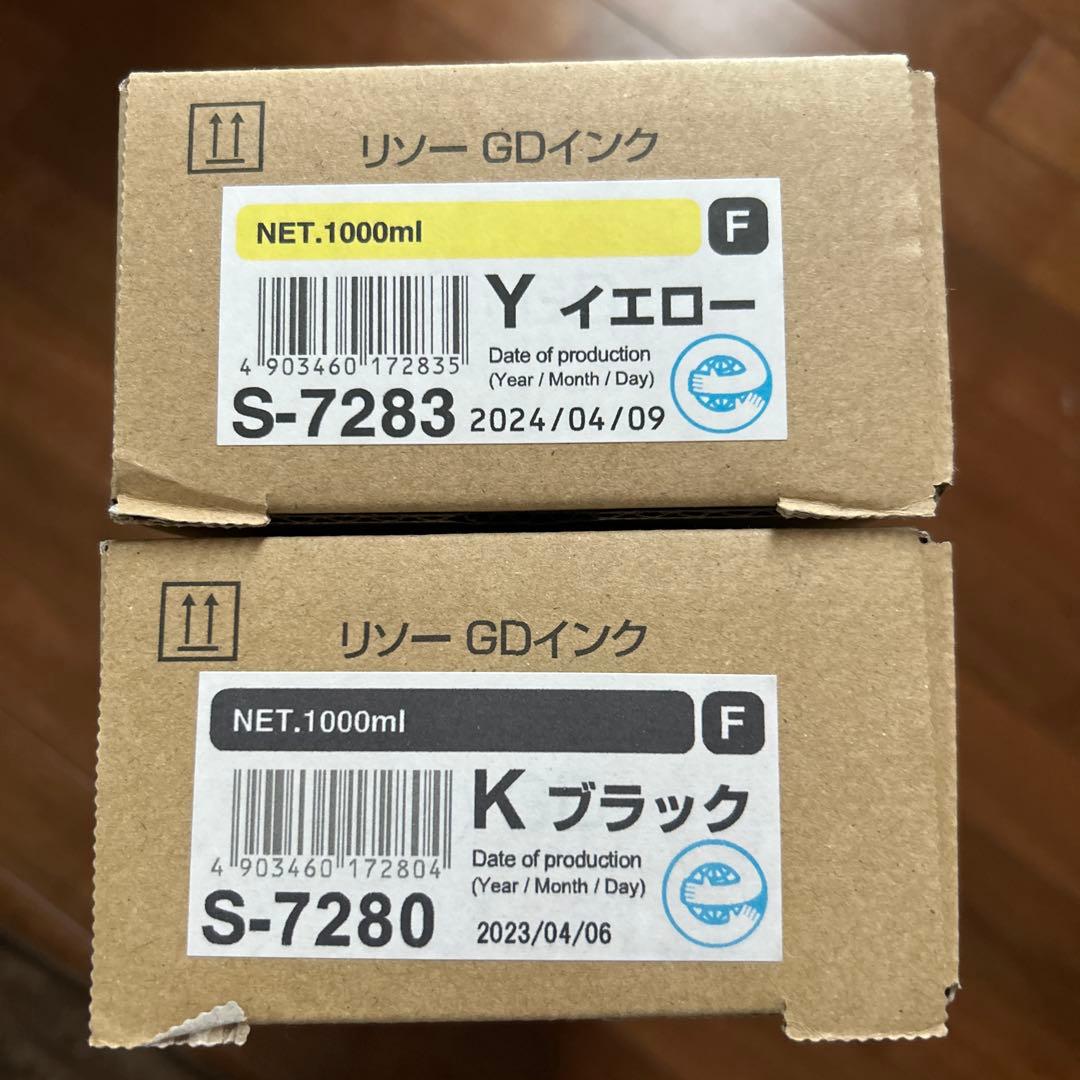 リソー GDインク
NET.1000ml F
Y イエロー
4 903460 172835
Date of production
(Year / Month / Day)
S-7283 2024/04/09
リソー GDインク
NET.1000ml F
K ブラック
4 903460 172804
Date of production
(Year / Month / Day)
S-7280 2023/04/06